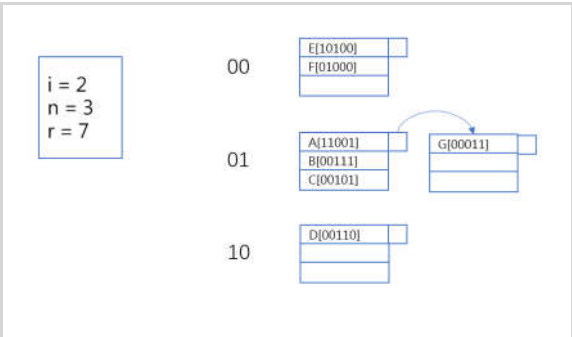 i = 2
n = 3
r = 7
00
E[10100]
F[01000]
01
A[11001]
B[00111]
C[00101]
G[00011]
10
D[00110]